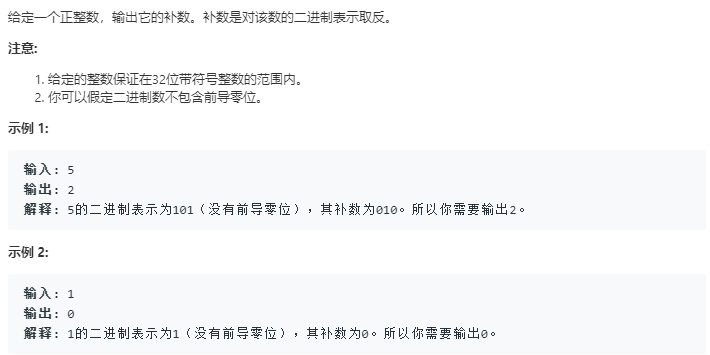 给定一个正整数，输出它的补数。补数是对该数的二进制表示取反。
注意:
1. 给定的整数保证在32位带符号整数的范围内。
2. 你可以假定二进制数不包含前导零位。
示例 1:
输入: 5
输出: 2
解释: 5的二进制表示为101（没有前导零位），其补数为010。所以你需要输出2。
示例 2:
输入: 1
输出: 0
解释: 1的二进制表示为1（没有前导零位），其补数为0。所以你需要输出0。